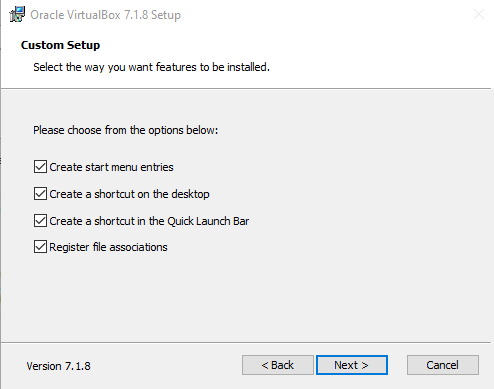 Oracle VirtualBox 7.1.8 Setup
Custom Setup
Select the way you want features to be installed.
Please choose from the options below:
Create start menu entries
Create a shortcut on the desktop
Create a shortcut in the Quick Launch Bar
Register file associations
Version 7.1.8
< Back
Next >
Cancel